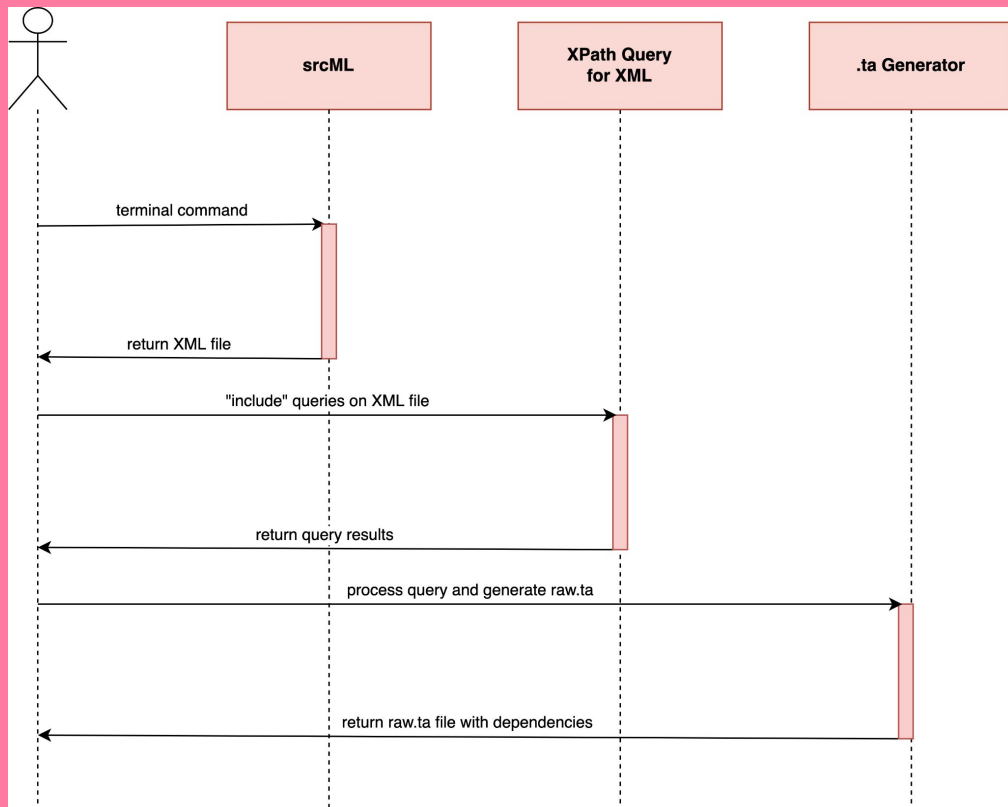 srcML
XPath Query
for XML
.ta Generator
terminal command
return XML file
"include" queries on XML file
return query results
process query and generate raw.ta
return raw.ta file with dependencies